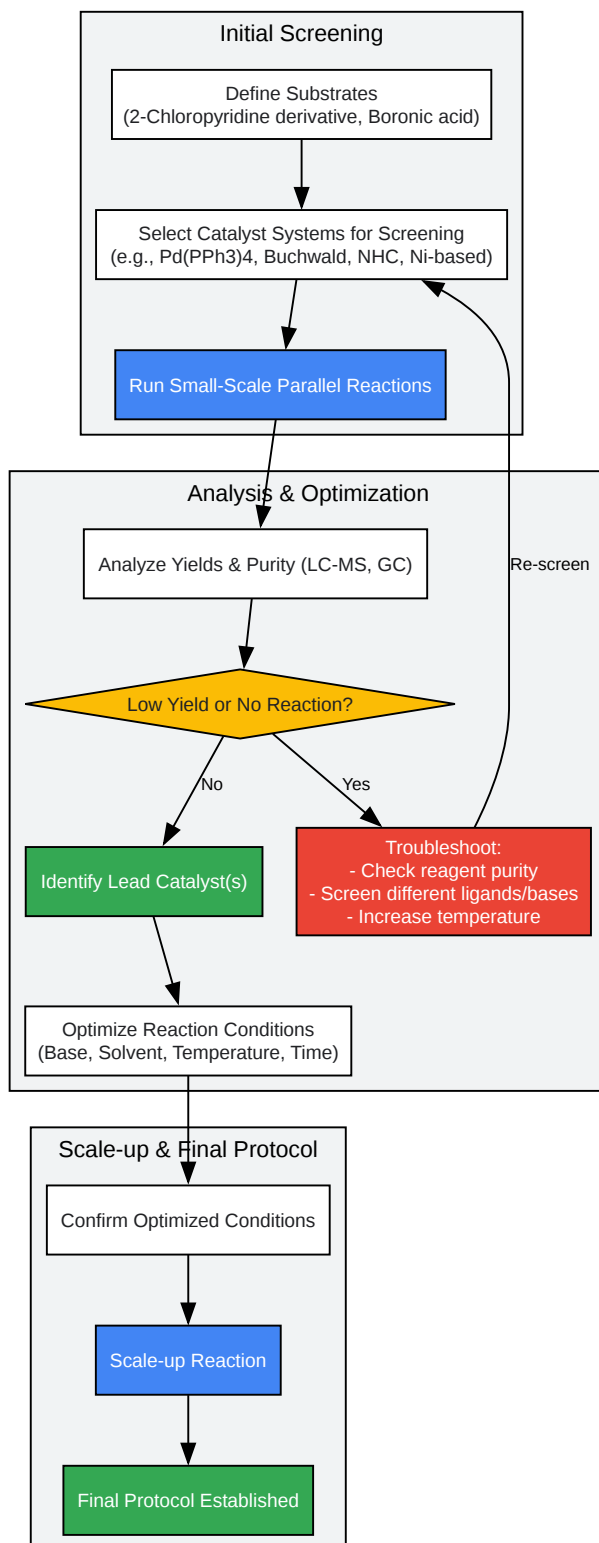 Initial Screening
Define Substrates
(2-Chloropyridine derivative, Boronic acid)
Select Catalyst Systems for Screening
(e.g., Pd(PPh3)4, Buchwald, NHC, Ni-based)
Run Small-Scale Parallel Reactions
Analysis & Optimization
Analyze Yields & Purity (LC-MS, GC)
Re-screen
Low Yield or No Reaction?
No
Yes
Identify Lead Catalyst(s)
Troubleshoot:
- Check reagent purity
- Screen different ligands/bases
- Increase temperature
Optimize Reaction Conditions
(Base, Solvent, Temperature, Time)
Scale-up & Final Protocol
Confirm Optimized Conditions
Scale-up Reaction
Final Protocol Established